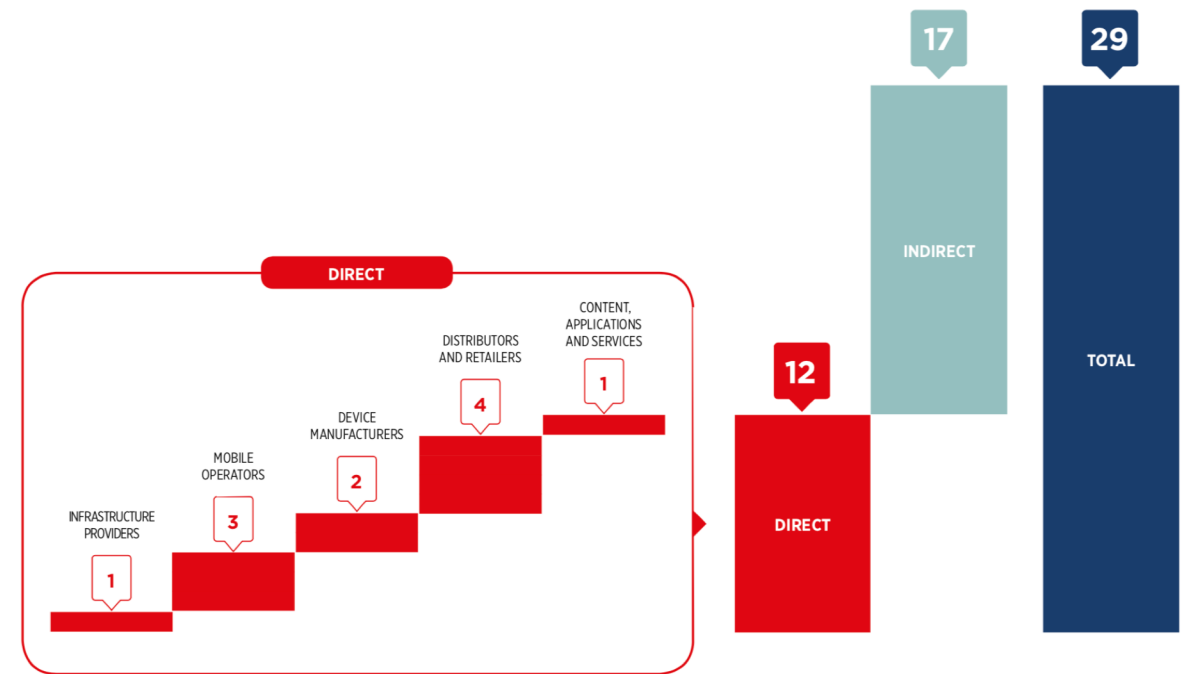 17
29
INDIRECT
DIRECT
CONTENT,
APPLICATIONS
AND SERVICES
DISTRIBUTORS
AND RETAILERS
1
12
TOTAL
4
DEVICE
MANUFACTURERS
MOBILE
OPERATORS
2
INFRASTRUCTURE
PROVIDERS
3
DIRECT
1